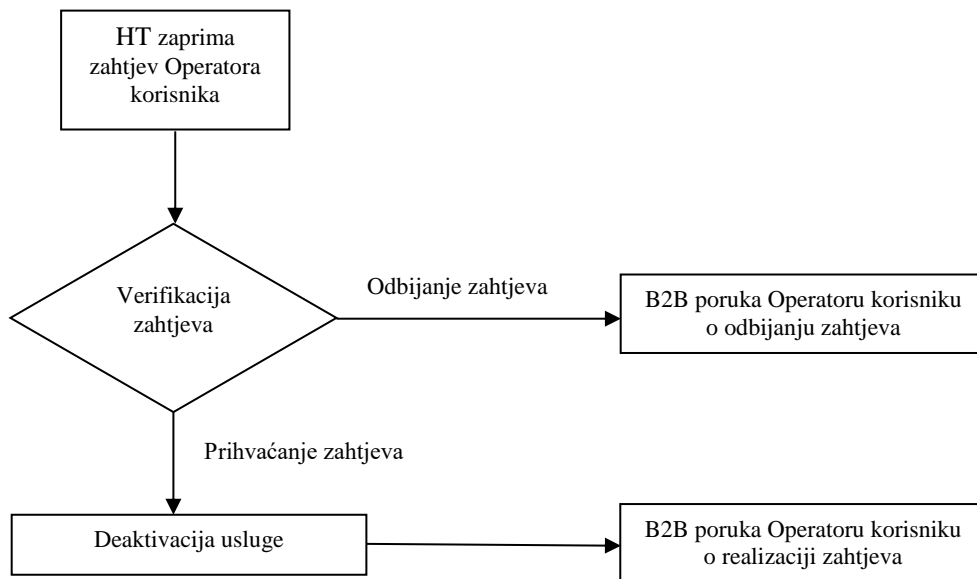 HT zaprima
zahtjev Operatora
korisnika
Verifikacija
zahtjeva
Odbijanje zahtjeva
B2B poruka Operatoru korisniku
o odbijanju zahtjeva
Prihvaćanje zahtjeva
Deaktivacija usluge
B2B poruka Operatoru korisniku
o realizaciji zahtjeva